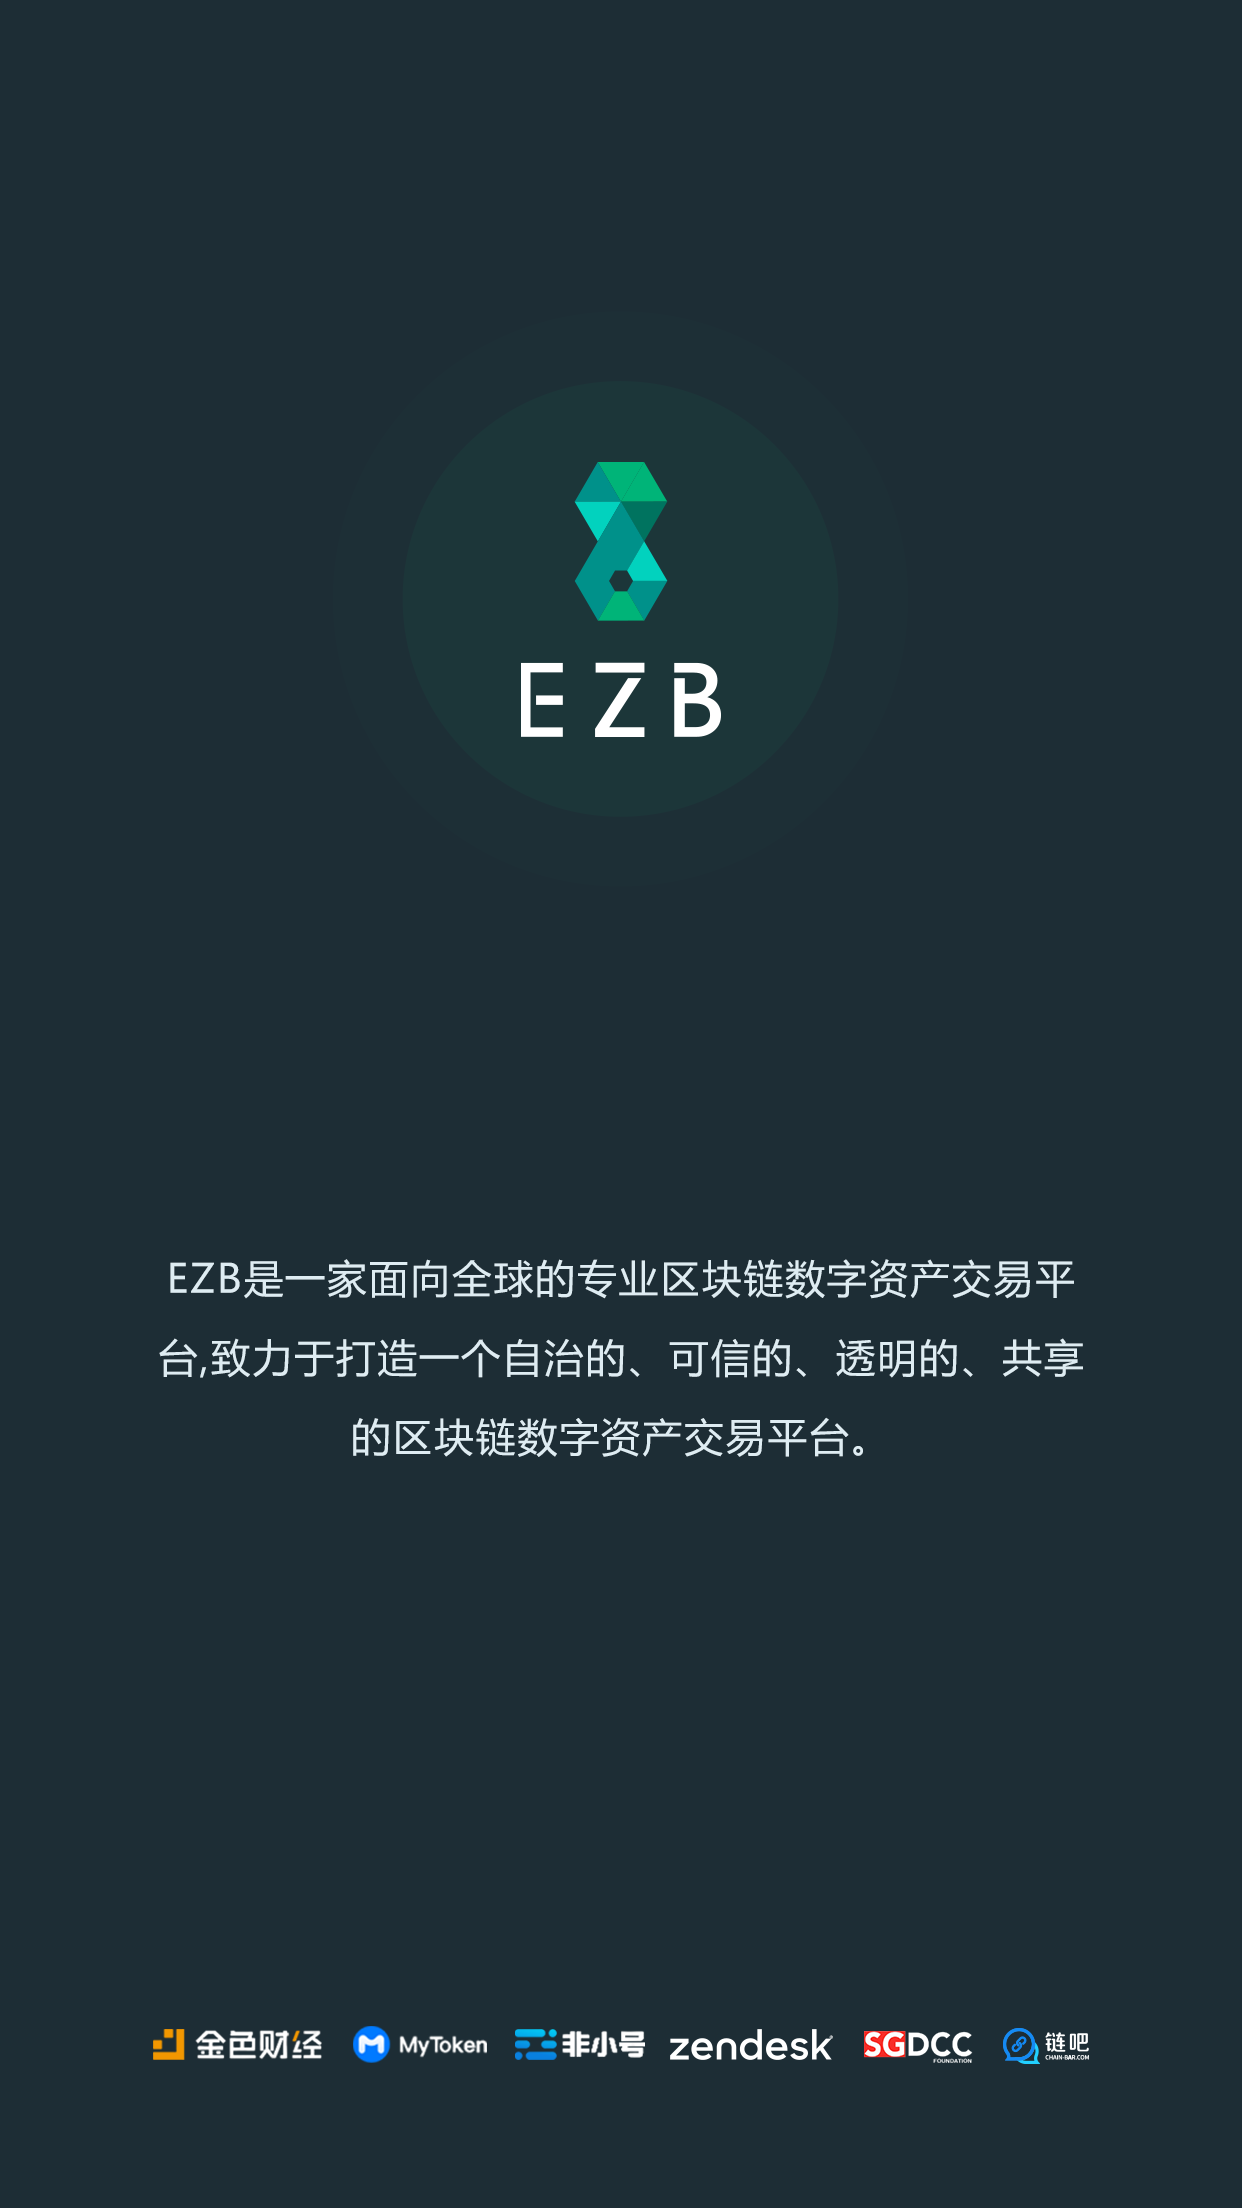 EZB
EZB是一家面向全球的专业区块链数字资产交易平
台,致力于打造一个自治的、可信的、透明的、共享
的区块链数字资产交易平台。
金色财经 MyToken 非小号 zendesk SGDCC FOUNDATION 链吧 CHAIN-BAR.COM